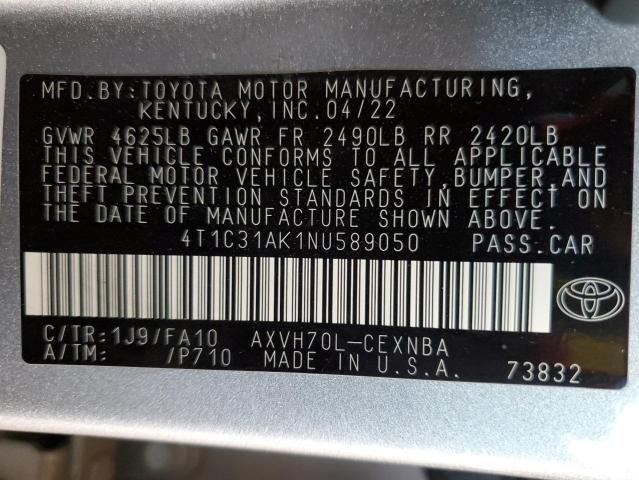 MFD.BY:TOYOTA MOTOR MANUFACTURING,
KENTUCKY,INC.04/22
GVWR 4625LB GAWR FR 2490LB RR 2420LB
THIS VEHICLE CONFORMS TO ALL APPLICABLE
FEDERAL MOTOR VEHICLE SAFETY,BUMPER,AND
THEFT PREVENTION STANDARDS IN EFFECT ON
THE DATE OF MANUFACTURE SHOWN ABOVE.
4T1C31AK1NU589050 PASS.CAR
C/TR:1J9/FA10 AXVH70L-CEXNBA
A/TM: /P710 MADE IN U.S.A. 73832